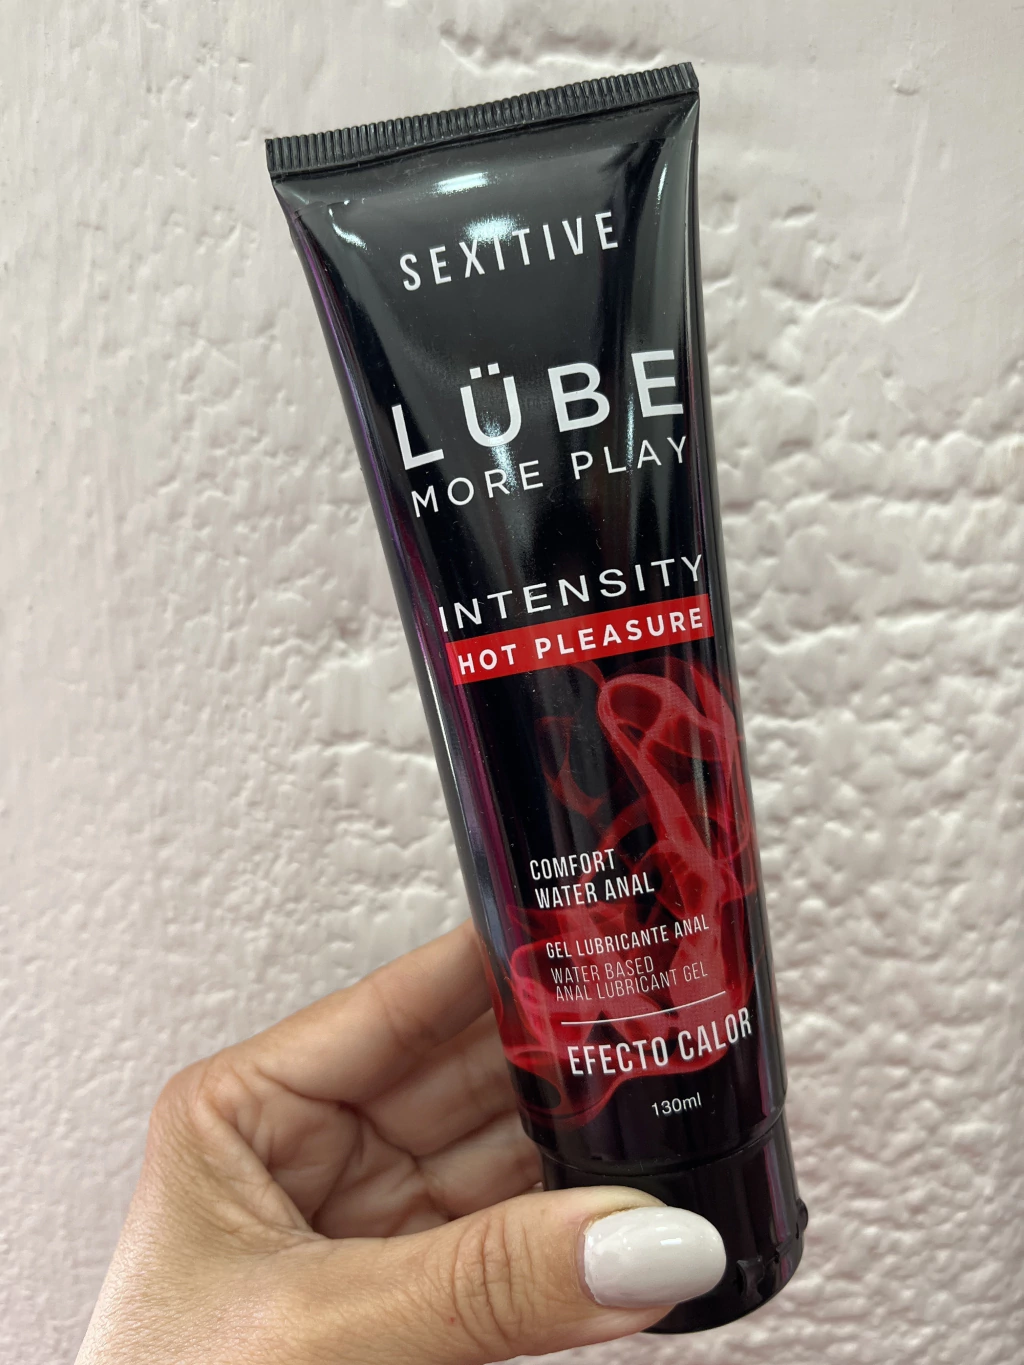 SEXITIVE
LÜBE
MORE PLAY
INTENSITY
HOT PLEASURE
COMFORT
WATER ANAL
GEL LUBRICANTE ANAL
WATER BASED
ANAL LUBRICANT GEL
EFECTO CALOR
130ml